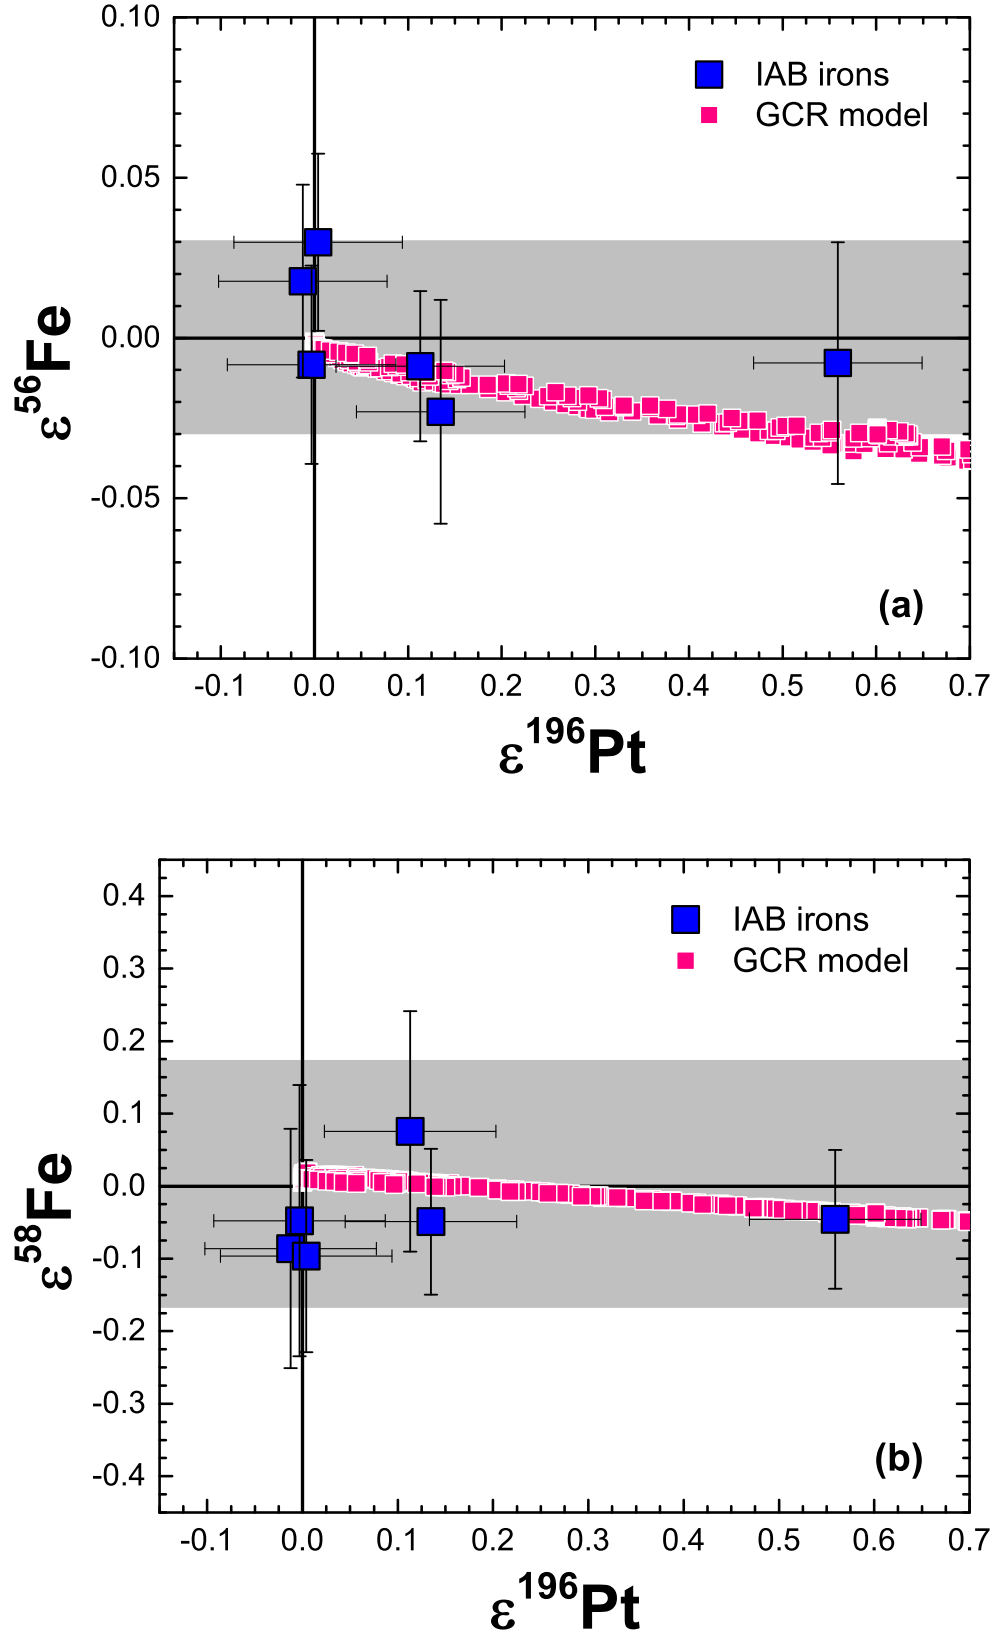 0.10
0.05
0.00
-0.05
-0.10
ε ⁵⁶Fe
IAB irons
GCR model
(a)
-0.1 0.0 0.1 0.2 0.3 0.4 0.5 0.6 0.7
ε¹⁹⁶Pt
0.4
0.3
0.2
0.1
0.0
-0.1
-0.2
-0.3
-0.4
ε ⁵⁸Fe
IAB irons
GCR model
(b)
-0.1 0.0 0.1 0.2 0.3 0.4 0.5 0.6 0.7
ε¹⁹⁶Pt